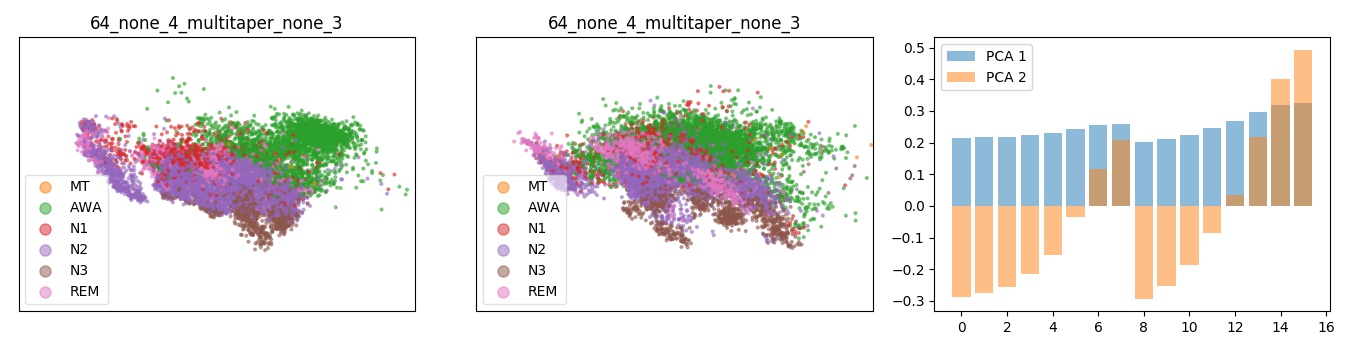 64_none_4_multitaper_none_3
MT
AWA
N1
N2
N3
REM
64_none_4_multitaper_none_3
MT
AWA
N1
N2
N3
REM
PCA 1
PCA 2
0.5
0.4
0.3
0.2
0.1
0.0
−0.1
−0.2
−0.3
0 2 4 6 8 10 12 14 16